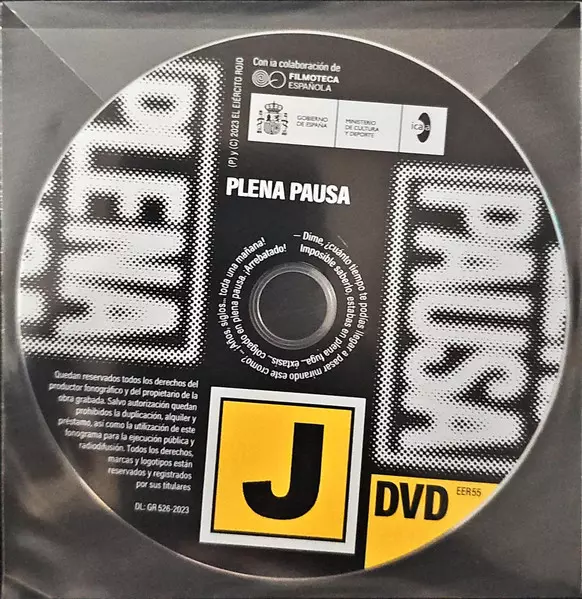 Con la colaboración de
FILMOTECA
ESPAÑOLA
GOBIERNO
DE ESPAÑA
MINISTERIO
DE CULTURA
Y DEPORTE
icaa
(P) y (C) 2023 EL EJÉRCITO ROJO
PLENA PAUSA
PLENA
PAUSA
– Dime, ¿cuánto tiempo te podías llegar a pasar mirando este cromo? – ¡Años, siglos... toda una mañana!
Imposible saberlo, estabas en plena fuga... éxtasis... colgado en plena pausa. ¡Arrebatado!
Quedan reservados todos los derechos del
productor fonográfico y del propietario de la
obra grabada. Salvo autorización quedan
prohibidos la duplicación, alquiler y
préstamo, así como la utilización de este
fonograma para la ejecución pública y
radiodifusión. Todos los derechos,
marcas y logotipos están
reservados y registrados
por sus titulares
DL: GR 526-2023
J
DVD
EER55